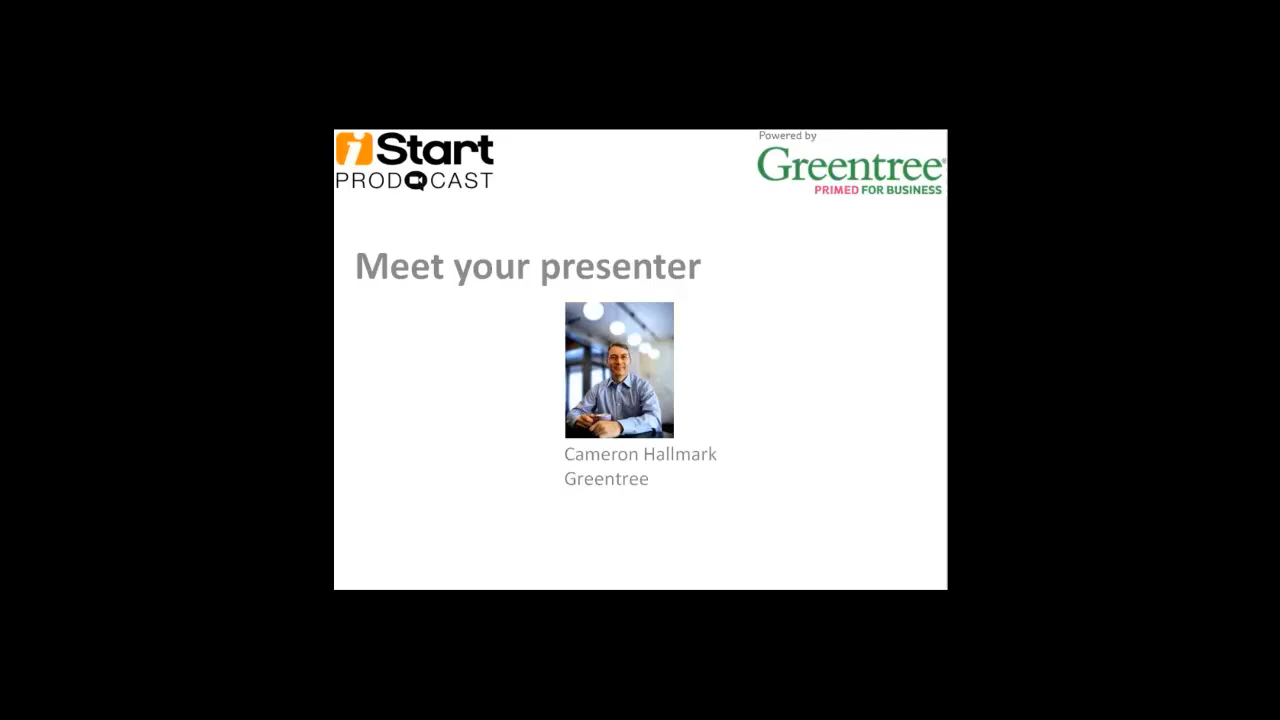 iStart
PRODCAST
Powered by
Greentree®
PRIMED FOR BUSINESS
Meet your presenter
Cameron Hallmark
Greentree